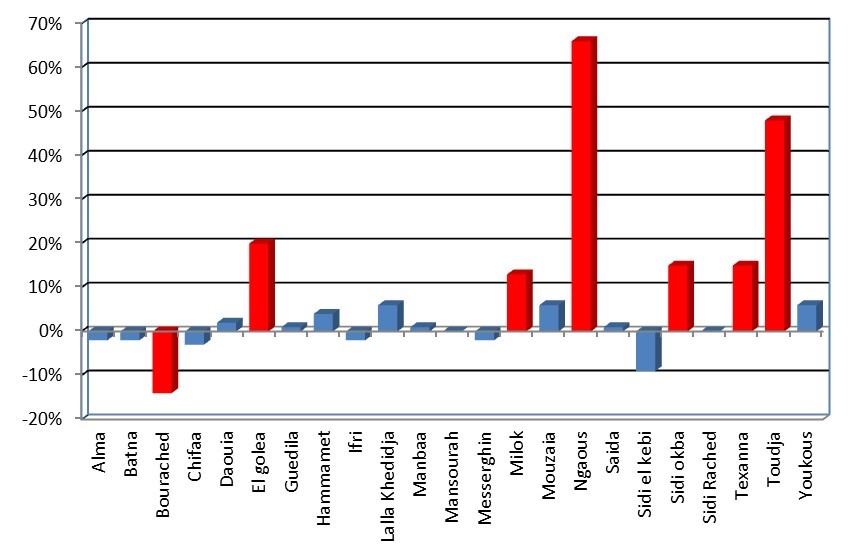 70%
60%
50%
40%
30%
20%
10%
0%
-10%
-20%
Alma
Batna
Bourached
Chifaa
Daouia
El golea
Guedila
Hammamet
Ifri
Lalla Khedidja
Manbaa
Mansourah
Messerghin
Milok
Mouzaia
Ngaous
Saida
Sidi el kebi
Sidi okba
Sidi Rached
Texanna
Toudja
Youkous